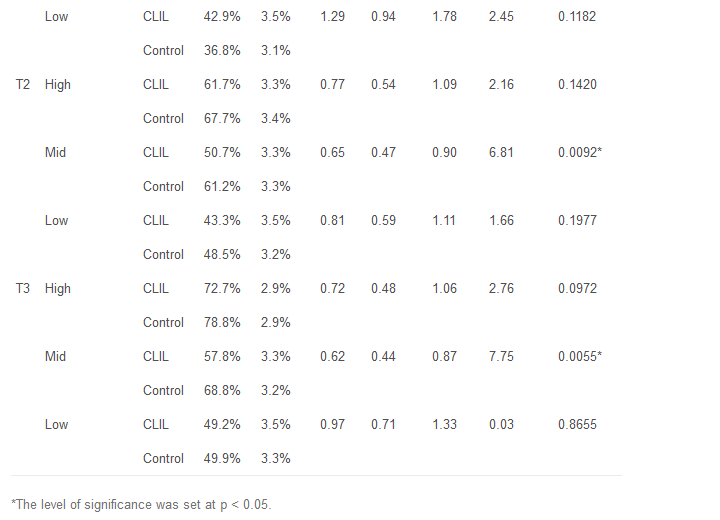 Low CLIL 42.9% 3.5% 1.29 0.94 1.78 2.45 0.1182
Control 36.8% 3.1%
T2 High CLIL 61.7% 3.3% 0.77 0.54 1.09 2.16 0.1420
Control 67.7% 3.4%
Mid CLIL 50.7% 3.3% 0.65 0.47 0.90 6.81 0.0092*
Control 61.2% 3.3%
Low CLIL 43.3% 3.5% 0.81 0.59 1.11 1.66 0.1977
Control 48.5% 3.2%
T3 High CLIL 72.7% 2.9% 0.72 0.48 1.06 2.76 0.0972
Control 78.8% 2.9%
Mid CLIL 57.8% 3.3% 0.62 0.44 0.87 7.75 0.0055*
Control 68.8% 3.2%
Low CLIL 49.2% 3.5% 0.97 0.71 1.33 0.03 0.8655
Control 49.9% 3.3%
*The level of significance was set at p < 0.05.